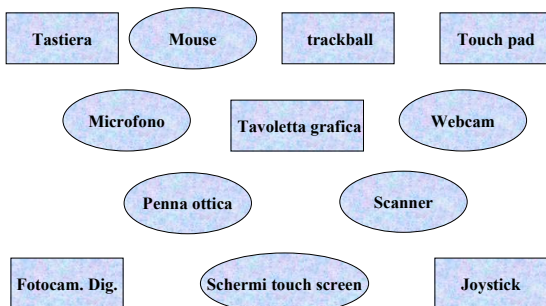 Tastiera
Mouse
trackball
Touch pad
Microfono
Tavoletta grafica
Webcam
Penna ottica
Scanner
Fotocam. Dig.
Schermi touch screen
Joystick